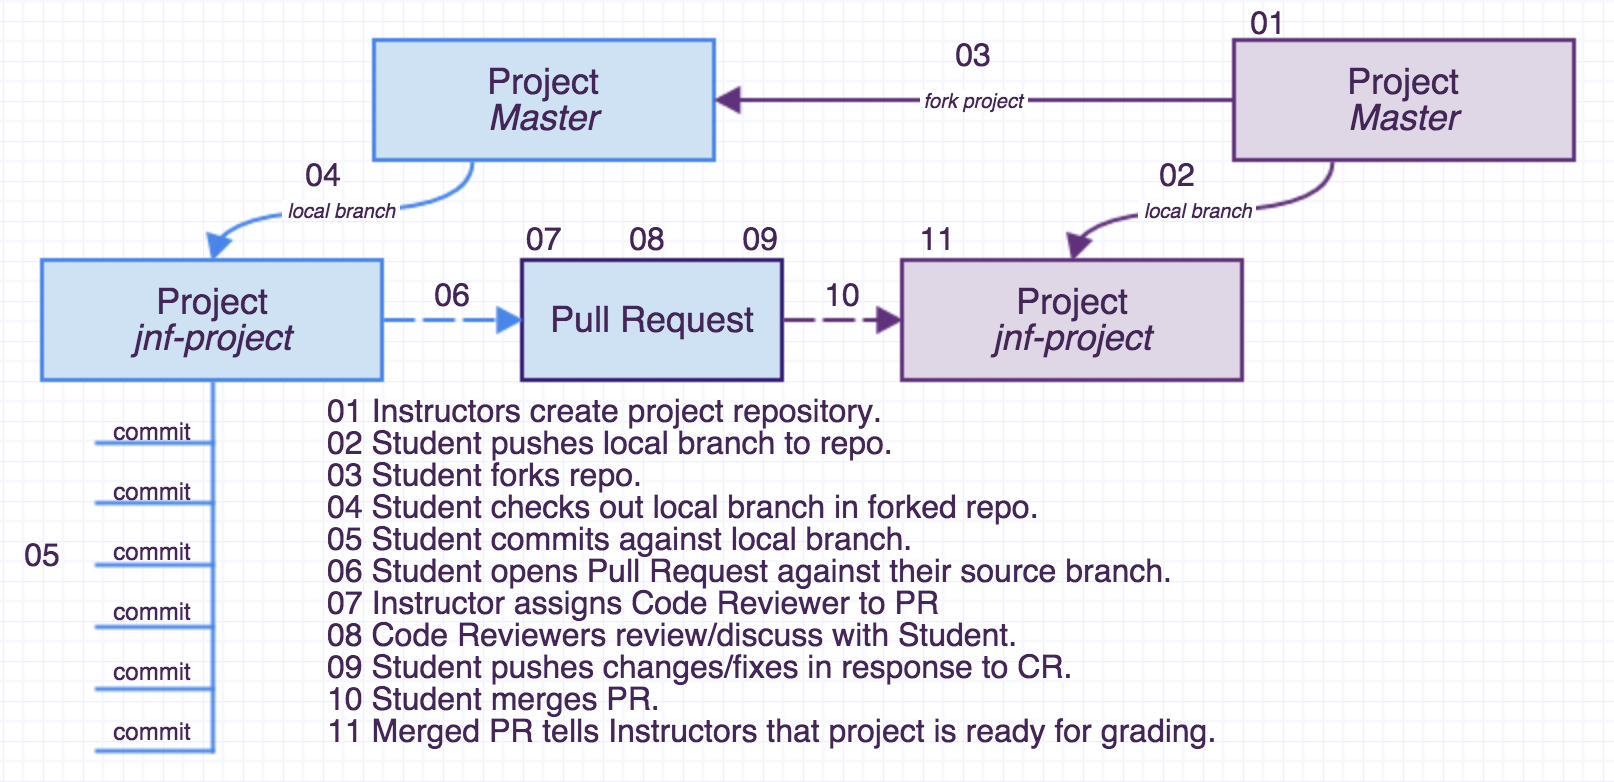 01
Project
Master
03
fork project
Project
Master
04
local branch
02
local branch
07 08 09
11
Project
jnf-project
06
Pull Request
10
Project
jnf-project
05
commit
commit
commit
commit
commit
commit
01 Instructors create project repository.
02 Student pushes local branch to repo.
03 Student forks repo.
04 Student checks out local branch in forked repo.
05 Student commits against local branch.
06 Student opens Pull Request against their source branch.
07 Instructor assigns Code Reviewer to PR
08 Code Reviewers review/discuss with Student.
09 Student pushes changes/fixes in response to CR.
10 Student merges PR.
11 Merged PR tells Instructors that project is ready for grading.